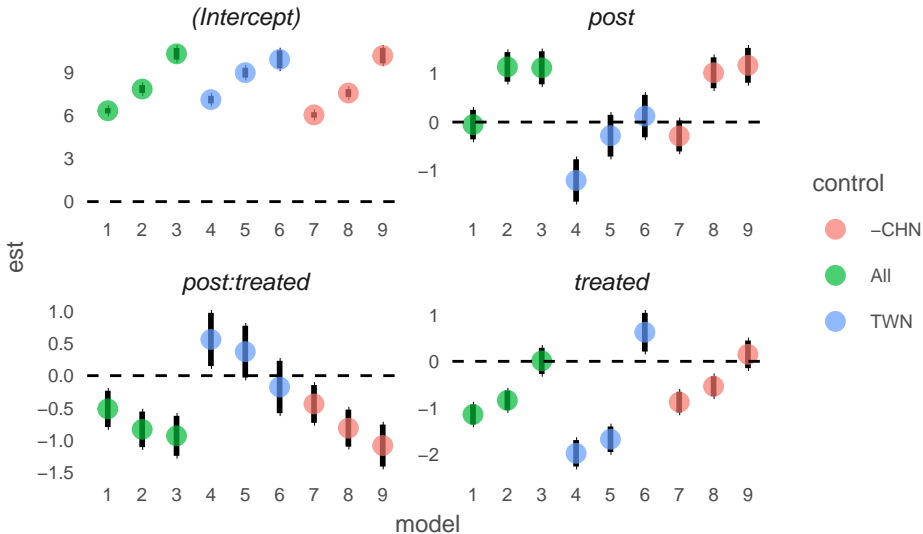 (Intercept)
post
9
6
3
0
1
0
−1
1 2 3 4 5 6 7 8 9
1 2 3 4 5 6 7 8 9
est
control
−CHN
All
TWN
post:treated
treated
1.0
0.5
0.0
−0.5
−1.0
−1.5
1
0
−1
−2
1 2 3 4 5 6 7 8 9
1 2 3 4 5 6 7 8 9
model